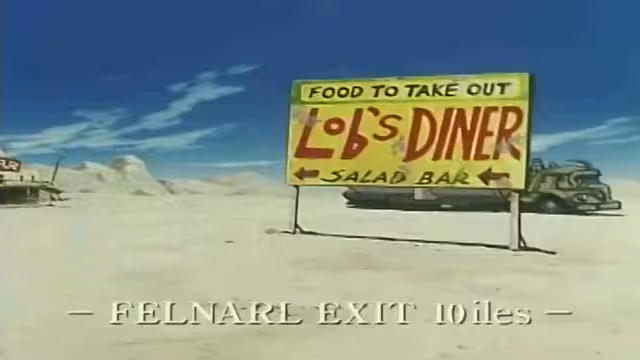 FOOD TO TAKE OUT
Lob's DINER
SALAD BAR
– FELNARL EXIT 10iles –